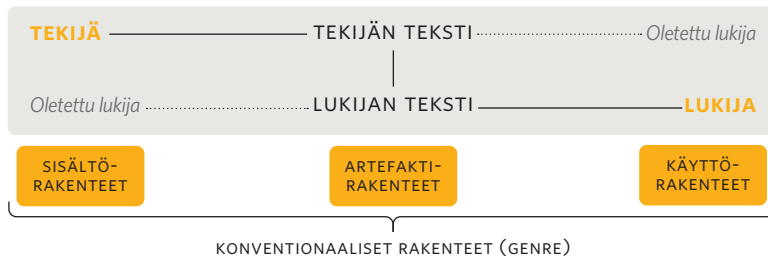 TEKIJÄ TEKIJÄN TEKSTI Oletettu lukija
Oletettu lukija LUKIJAN TEKSTI LUKIJA
SISÄLTÖ-
RAKENTEET
ARTEFAKTI-
RAKENTEET
KÄYTTÖ-
RAKENTEET
KONVENTIONAALISET RAKENTEET (GENRE)